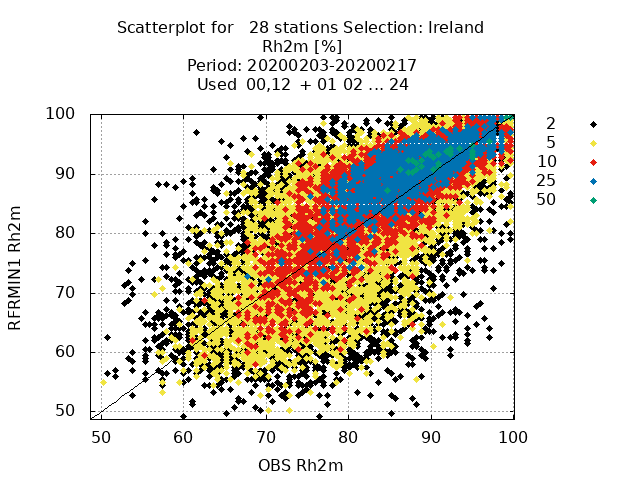 Scatterplot for   28 stations Selection: Ireland
Rh2m [%]
Period: 20200203-20200217
Used  00,12  + 01 02 ... 24
RFRMIN1 Rh2m
100
90
80
70
60
50
50 60 70 80 90 100
OBS Rh2m
2
5
10
25
50